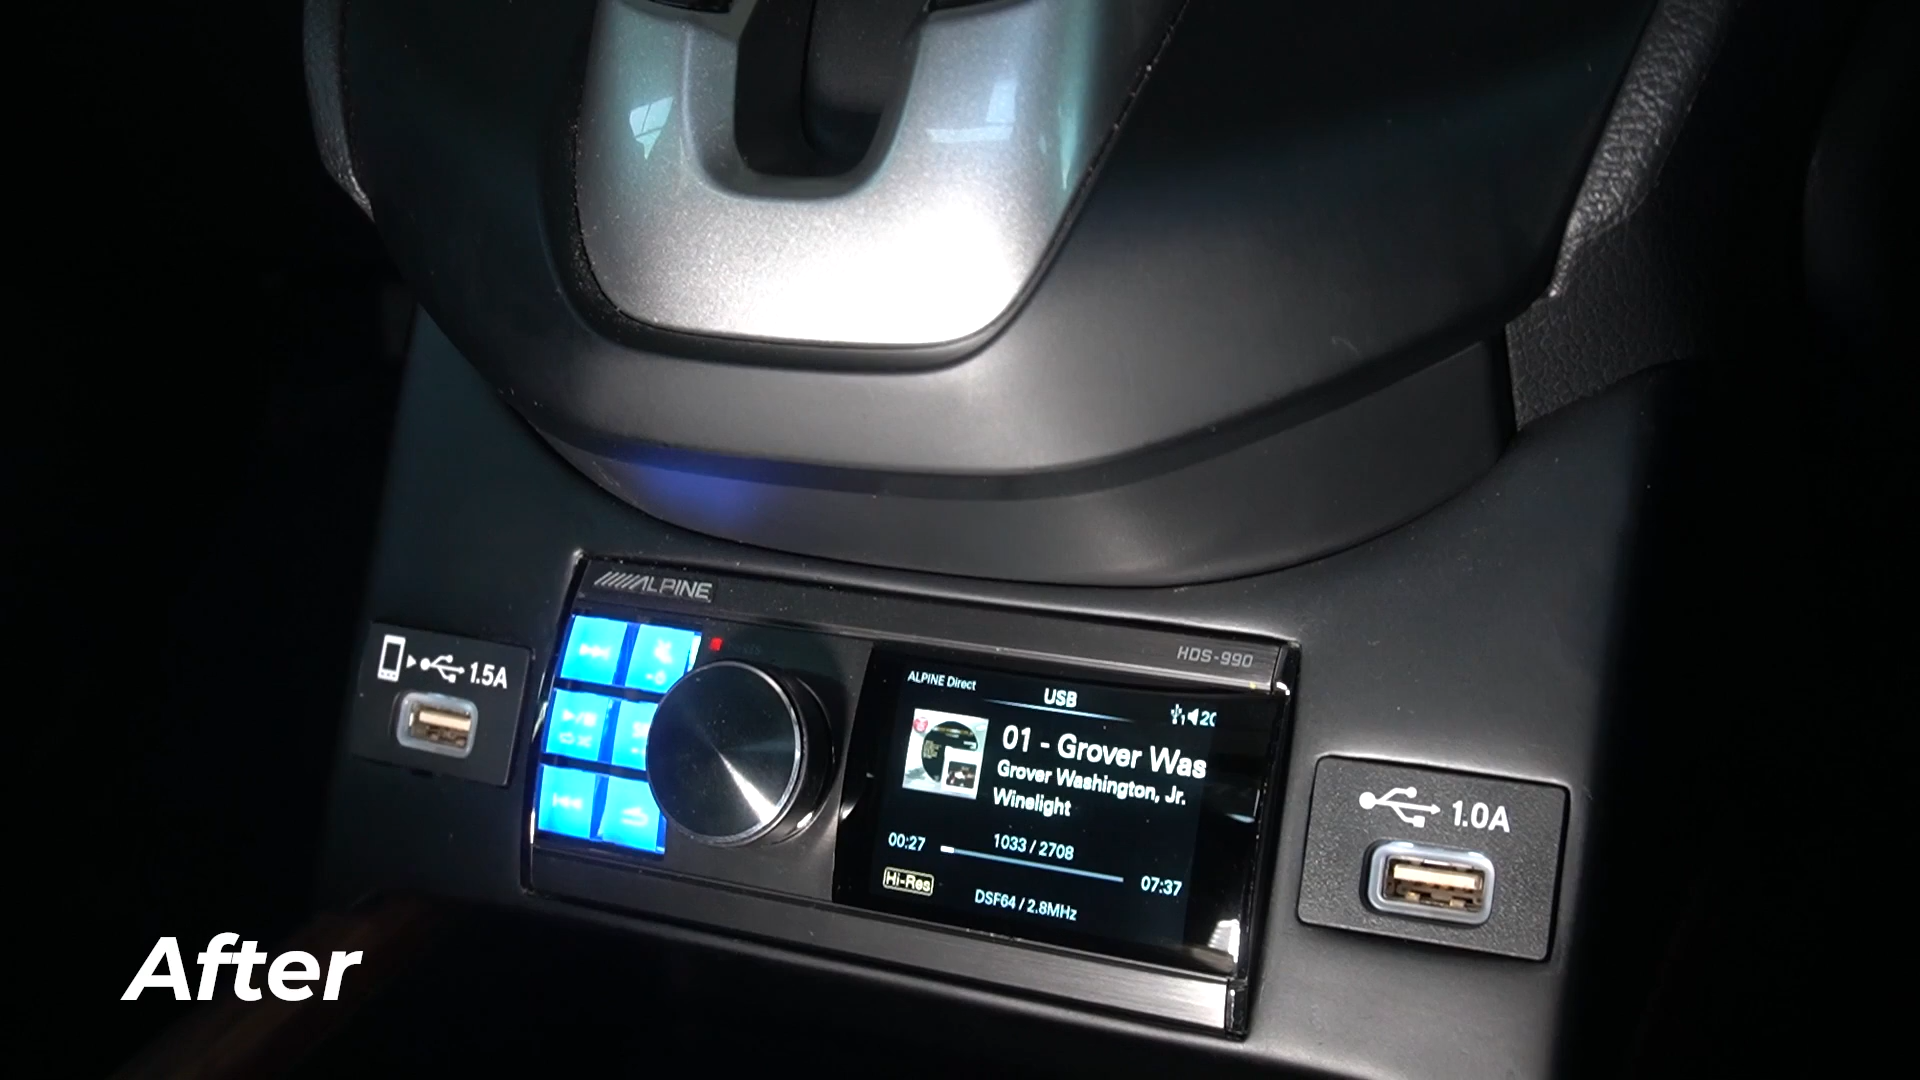 ALPINE
HDS-990
1.5A
ALPINE Direct
USB
20
01 - Grover Was
Grover Washington, Jr.
Winelight
00:27
1033 / 2708
07:37
Hi-Res
DSF64 / 2.8MHz
1.0A
After